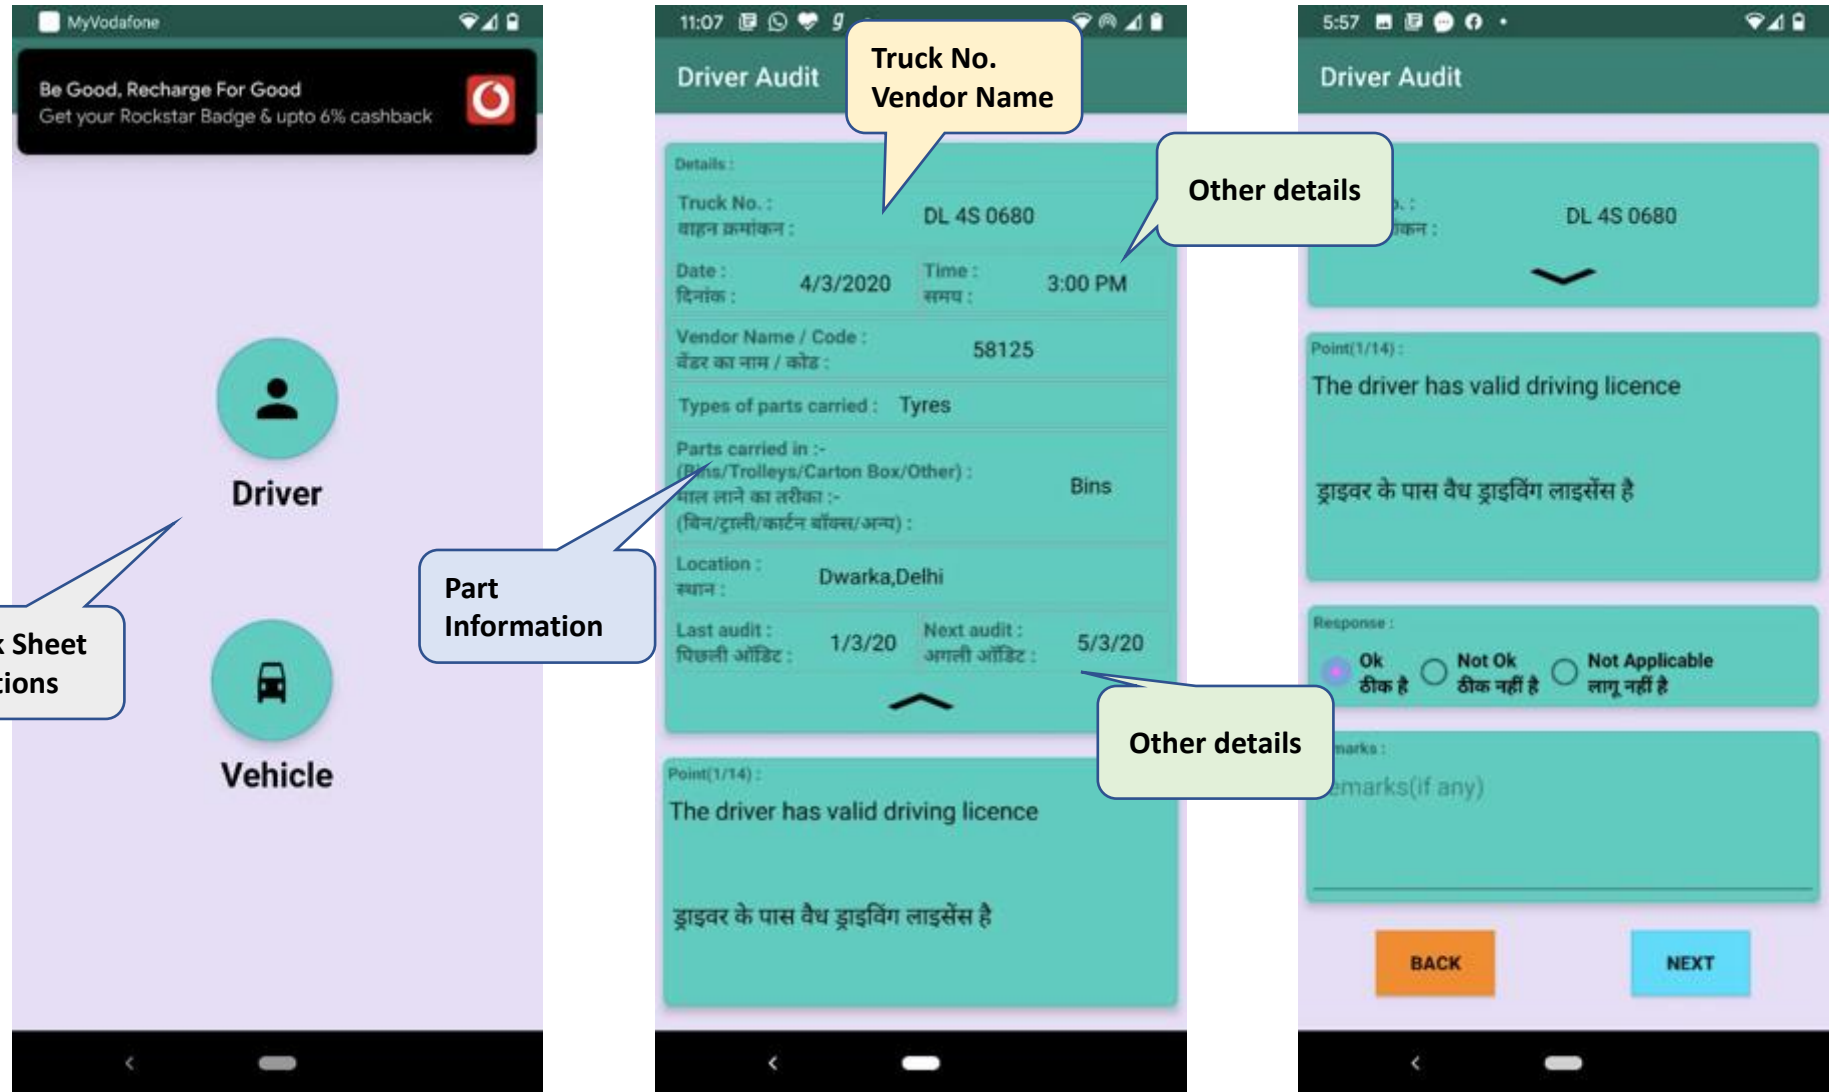 MyVodafone
Be Good, Recharge For Good
Get your Rockstar Badge & upto 6% cashback
Driver
k Sheet
tions
Vehicle
11:07
Driver Audit
Truck No.
Vendor Name
Details :
Truck No. :
वाहन क्रमांकन :
DL 4S 0680
Date :
दिनांक :
4/3/2020
Time :
समय :
3:00 PM
Other details
Vendor Name / Code :
वेंडर का नाम / कोड :
58125
Types of parts carried :
Tyres
Parts carried in :-
(Bins/Trolleys/Carton Box/Other) :
माल लाने का तरीका :-
(बिन/ट्राली/कार्टन बॉक्स/अन्य) :
Bins
Part
Information
Location :
स्थान :
Dwarka,Delhi
Last audit :
पिछली ऑडिट :
1/3/20
Next audit :
अगली ऑडिट :
5/3/20
Other details
Point(1/14) :
The driver has valid driving licence
ड्राइवर के पास वैध ड्राइविंग लाइसेंस है
5:57
Driver Audit
DL 4S 0680
Point(1/14) :
The driver has valid driving licence
ड्राइवर के पास वैध ड्राइविंग लाइसेंस है
Response :
Ok
ठीक है
Not Ok
ठीक नहीं है
Not Applicable
लागू नहीं है
marks :
emarks(if any)
BACK
NEXT